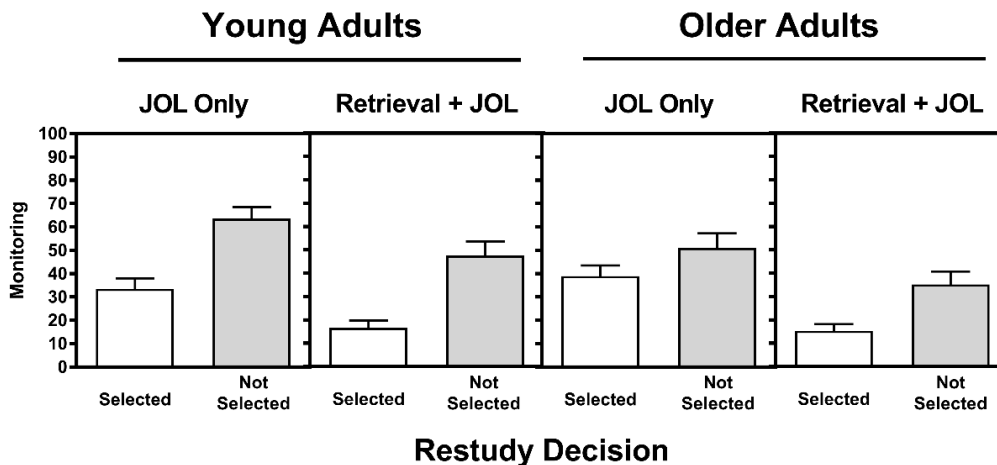 Young Adults
Older Adults
JOL Only
Retrieval + JOL
JOL Only
Retrieval + JOL
Monitoring
100
90
80
70
60
50
40
30
20
10
0
Selected
Not
Selected
Selected
Not
Selected
Selected
Not
Selected
Selected
Not
Selected
Restudy Decision